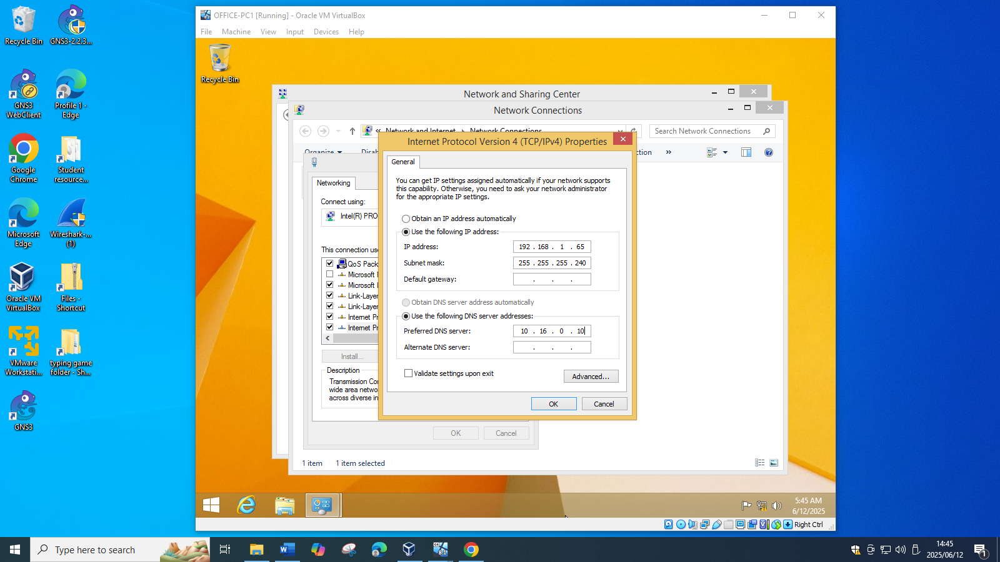 OFFICE-PC1 [Running] - Oracle VM VirtualBox
File Machine View Input Devices Help
Recycle Bin
GNS3-2.2.3...
GNS3 WebClient
Profile 1 - Edge
Google Chrome
Student resource...
Microsoft Edge
Wireshark-... (1)
Oracle VM VirtualBox
Files - Shortcut
VMware Workstati...
typing game folder - Sh...
GNS3
Recycle Bin
Network and Sharing Center
Network Connections
« Network and Internet Network Connections
Search Network Connections
Organize Disab ction »
Networking
Connect using:
Intel(R) PRO
This connection use
QoS Pack
Microsoft
Microsoft
Link-Layer
Link-Layer
Internet Pr
Internet Pr
Install...
Description
Transmission Cor
wide area netwo
across diverse in
OK Cancel
1 item 1 item selected
Internet Protocol Version 4 (TCP/IPv4) Properties
General
You can get IP settings assigned automatically if your network supports
this capability. Otherwise, you need to ask your network administrator
for the appropriate IP settings.
Obtain an IP address automatically
Use the following IP address:
IP address: 192 . 168 . 1 . 65
Subnet mask: 255 . 255 . 255 . 240
Default gateway: . . .
Obtain DNS server address automatically
Use the following DNS server addresses:
Preferred DNS server: 10 . 16 . 0 . 10
Alternate DNS server: . . .
Validate settings upon exit
Advanced...
OK Cancel
5:45 AM
6/12/2025
Right Ctrl
Type here to search
14:45
2025/06/12
1